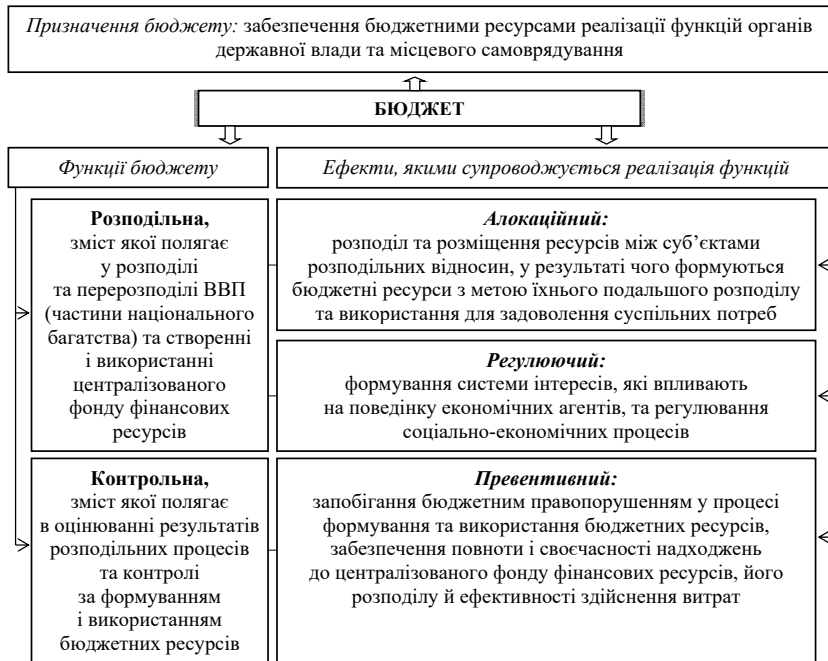 Призначення бюджету: забезпечення бюджетними ресурсами реалізації функцій органів
державної влади та місцевого самоврядування
БЮДЖЕТ
Функції бюджету
Ефекти, якими супроводжується реалізація функцій
Розподільна,
зміст якої полягає
у розподілі
та перерозподілі ВВП
(частини національного
багатства) та створенні
і використанні
централізованого
фонду фінансових
ресурсів
Алокаційний:
розподіл та розміщення ресурсів між суб’єктами
розподільних відносин, у результаті чого формуються
бюджетні ресурси з метою їхнього подальшого розподілу
та використання для задоволення суспільних потреб
Регулюючий:
формування системи інтересів, які впливають
на поведінку економічних агентів, та регулювання
соціально-економічних процесів
Контрольна,
зміст якої полягає
в оцінюванні результатів
розподільних процесів
та контролі
за формуванням
і використанням
бюджетних ресурсів
Превентивний:
запобігання бюджетним правопорушенням у процесі
формування та використання бюджетних ресурсів,
забезпечення повноти і своєчасності надходжень
до централізованого фонду фінансових ресурсів, його
розподілу й ефективності здійснення витрат